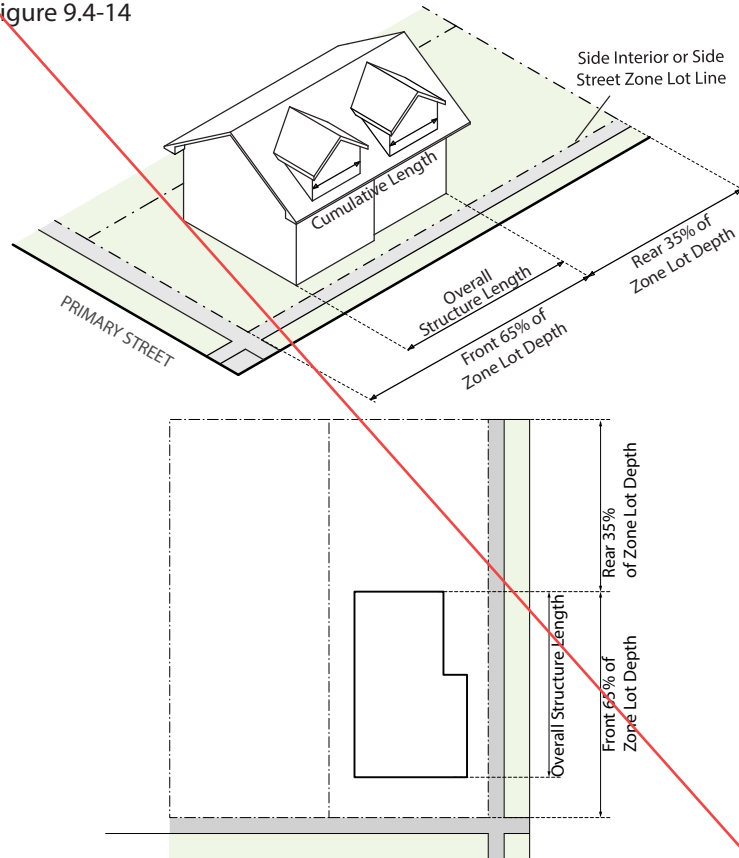 igure 9.4-14
Side Interior or Side
Street Zone Lot Line
Cumulative Length
Rear 35% of
Zone Lot Depth
Overall
Structure Length
Front 65% of
Zone Lot Depth
PRIMARY STREET
Rear 35%
of Zone Lot Depth
Overall Structure Length
Front 65% of
Zone Lot Depth